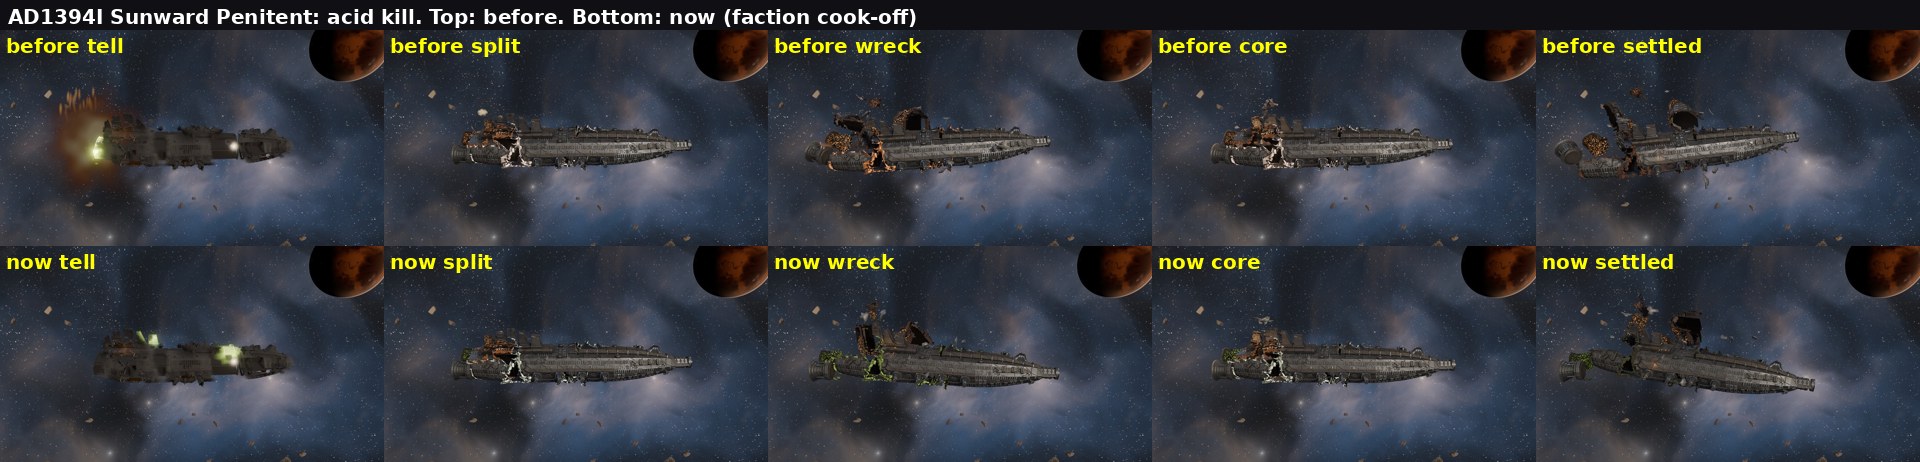 AD1394I Sunward Penitent: acid kill. Top: before. Bottom: now (faction cook-off)
before tell
before split
before wreck
before core
before settled
now tell
now split
now wreck
now core
now settled